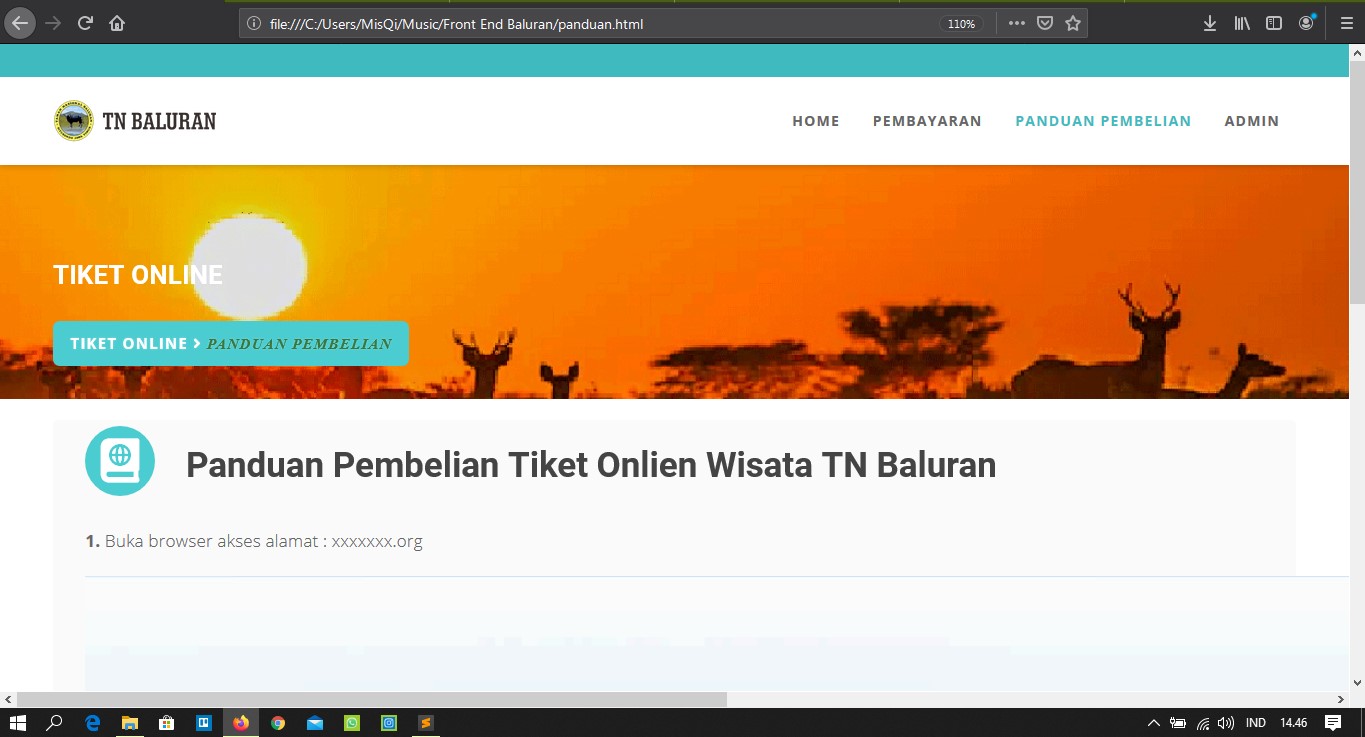 file:///C:/Users/MisQi/Music/Front End Baluran/panduan.html
110%
TN BALURAN
HOME
PEMBAYARAN
PANDUAN PEMBELIAN
ADMIN
TIKET ONLINE
TIKET ONLINE > PANDUAN PEMBELIAN
Panduan Pembelian Tiket Onlien Wisata TN Baluran
1. Buka browser akses alamat : xxxxxxx.org
IND
14.46